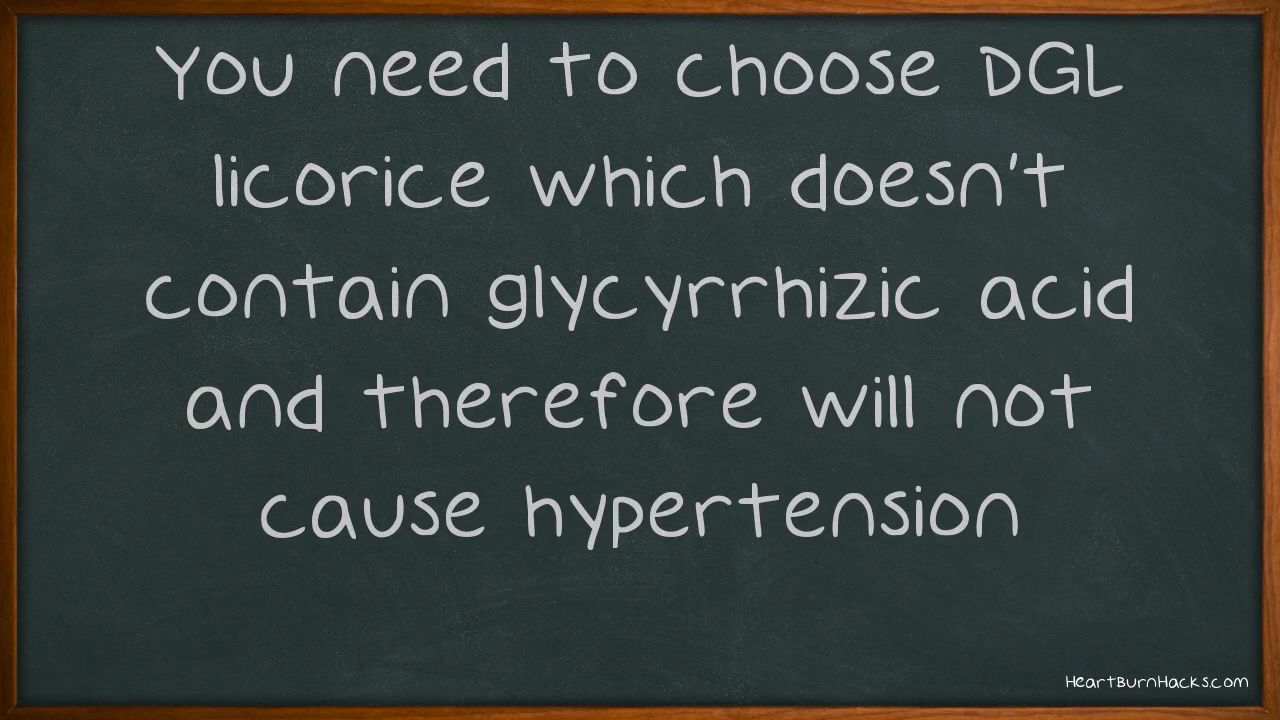 You need to choose DGL
licorice which doesn't
contain glycyrrhizic acid
and therefore will not
cause hypertension
HeartBurnHacks.com